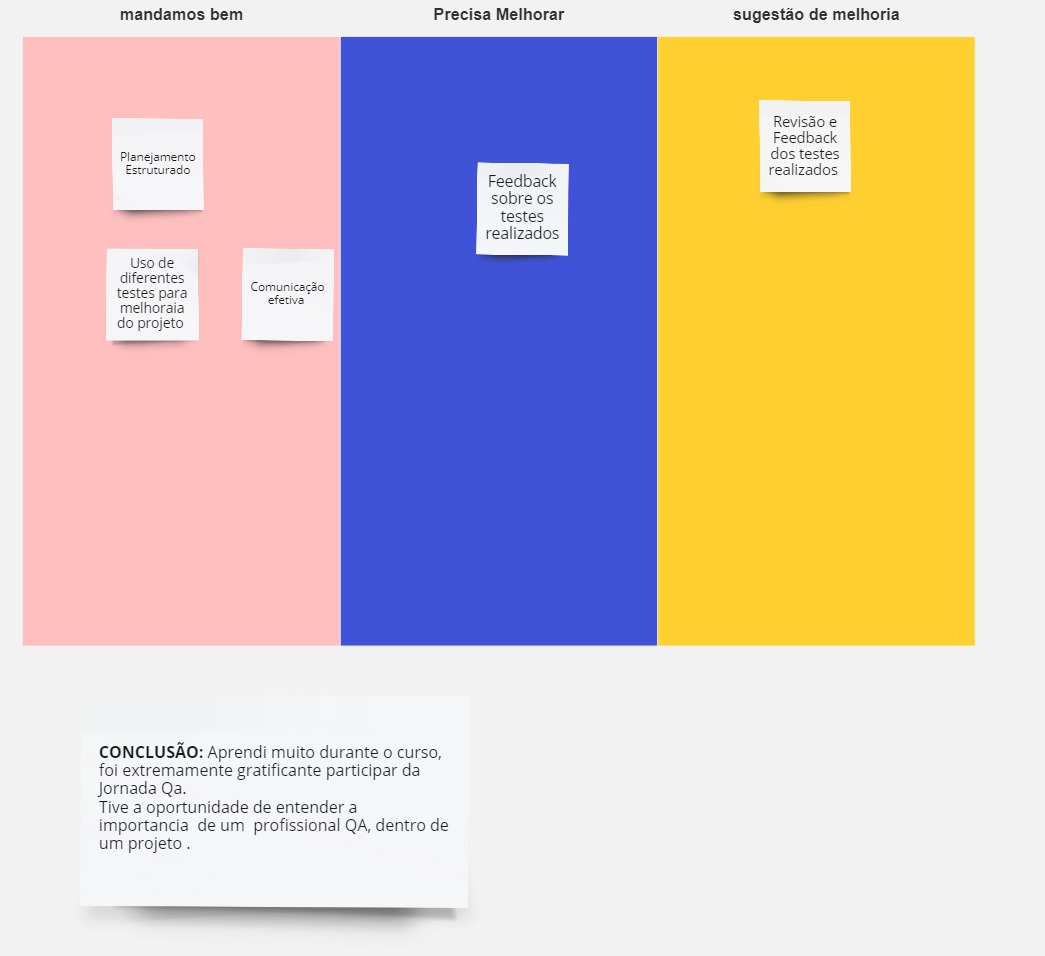 mandamos bem
Precisa Melhorar
sugestão de melhoria
Planejamento
Estruturado
Uso de
diferentes
testes para
melhoraia
do projeto
Comunicação
efetiva
Feedback
sobre os
testes
realizados
Revisão e
Feedback
dos testes
realizados
CONCLUSÃO: Aprendi muito durante o curso,
foi extremamente gratificante participar da
Jornada Qa.
Tive a oportunidade de entender a
importancia  de um  profissional QA, dentro de
um projeto .